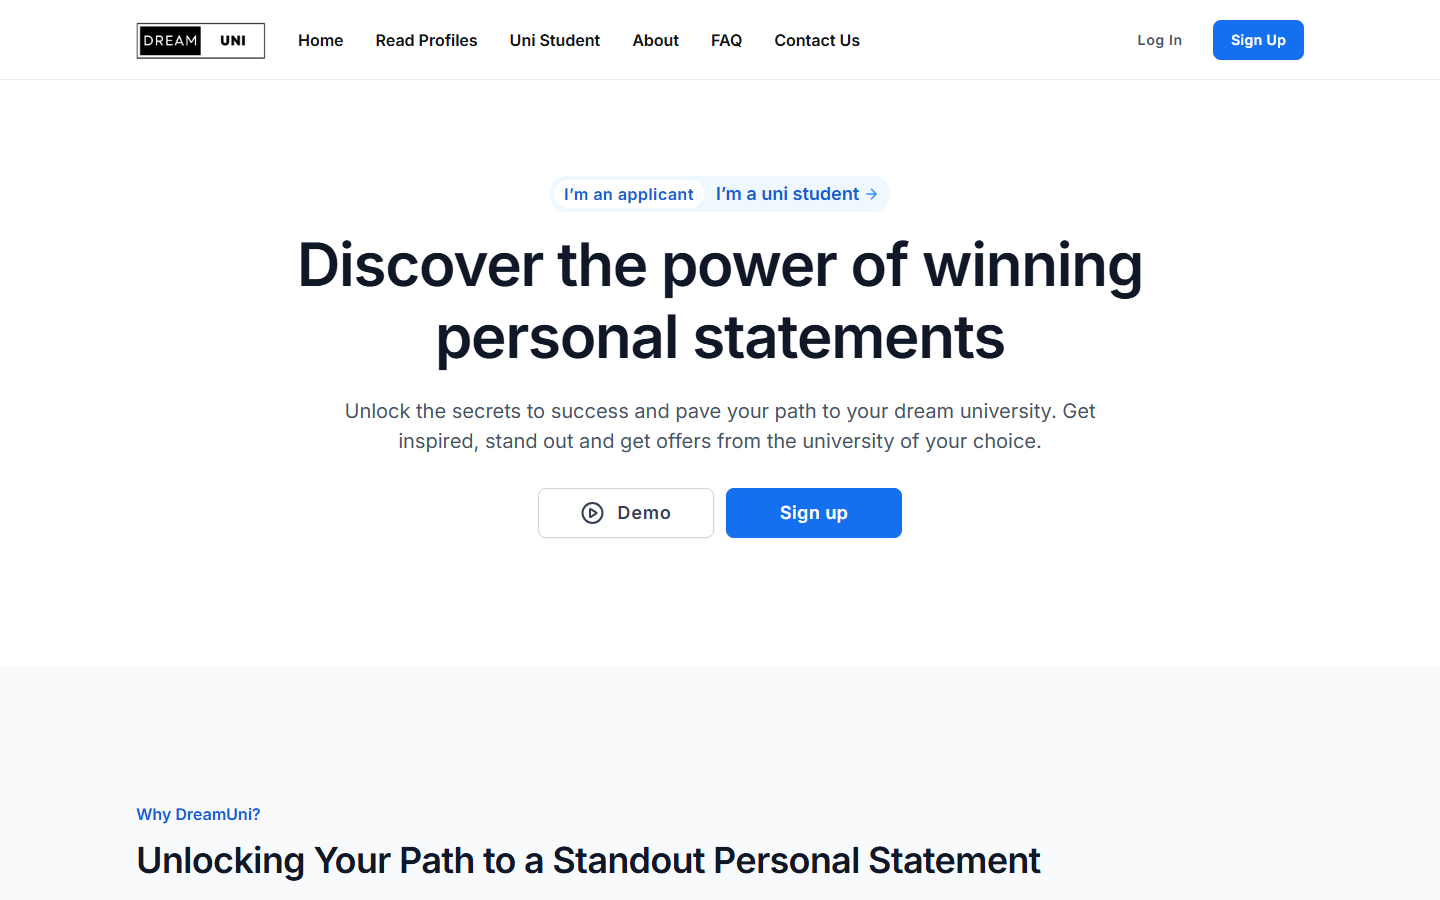 DREAM UNI
Home Read Profiles Uni Student About FAQ Contact Us
Log In Sign Up
I’m an applicant I’m a uni student →
Discover the power of winning
personal statements
Unlock the secrets to success and pave your path to your dream university. Get
inspired, stand out and get offers from the university of your choice.
Demo Sign up
Why DreamUni?
Unlocking Your Path to a Standout Personal Statement